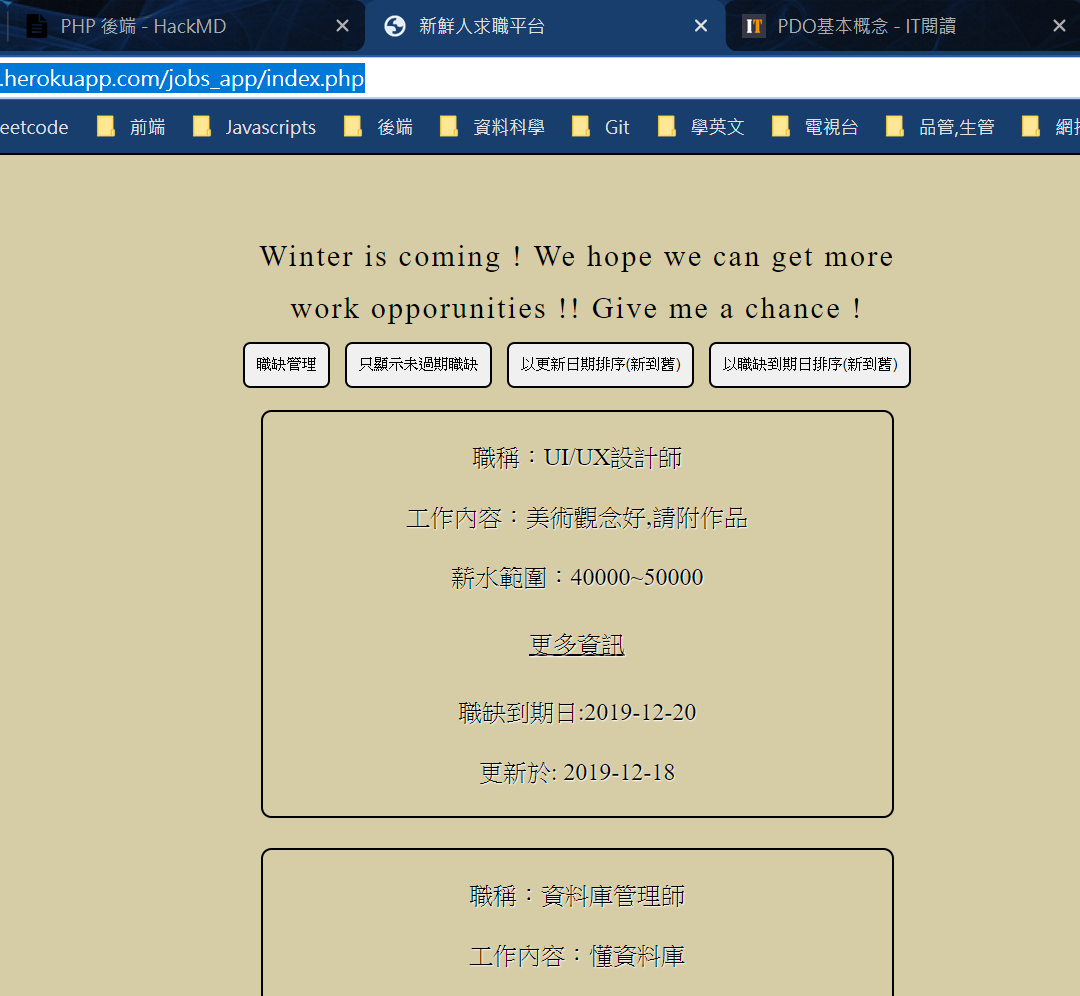 PHP 後端 - HackMD
新鮮人求職平台
IT PDO基本概念 - IT閱讀
.herokuapp.com/jobs_app/index.php
eetcode 前端 Javascripts 後端 資料科學 Git 學英文 電視台 品管,生管
Winter is coming ! We hope we can get more
work opporunities !! Give me a chance !
職缺管理 只顯示未過期職缺 以更新日期排序(新到舊) 以職缺到期日排序(新到舊)
職稱：UI/UX設計師
工作內容：美術觀念好,請附作品
薪水範圍：40000~50000
更多資訊
職缺到期日:2019-12-20
更新於: 2019-12-18
職稱：資料庫管理師
工作內容：懂資料庫